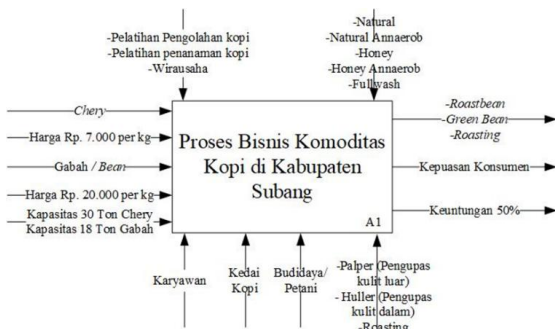 -Pelatihan Pengolahan kopi
-Pelatihan penanaman kopi
-Wirausaha
-Natural
-Natural Annaerob
-Honey
-Honey Annaerob
-Fullwash
Chery
Harga Rp. 7.000 per kg
Gabah / Bean
Harga Rp. 20.000 per kg
Kapasitas 30 Ton Chery
Kapasitas 18 Ton Gabah
Proses Bisnis Komoditas
Kopi di Kabupaten
Subang
A1
-Roastbean
-Green Bean
-Roasting
Kepuasan Konsumen
Keuntungan 50%
Karyawan
Kedai
Kopi
Budidaya/
Petani
-Palper (Pengupas
kulit luar)
- Huller (Pengupas
kulit dalam)
-Roasting